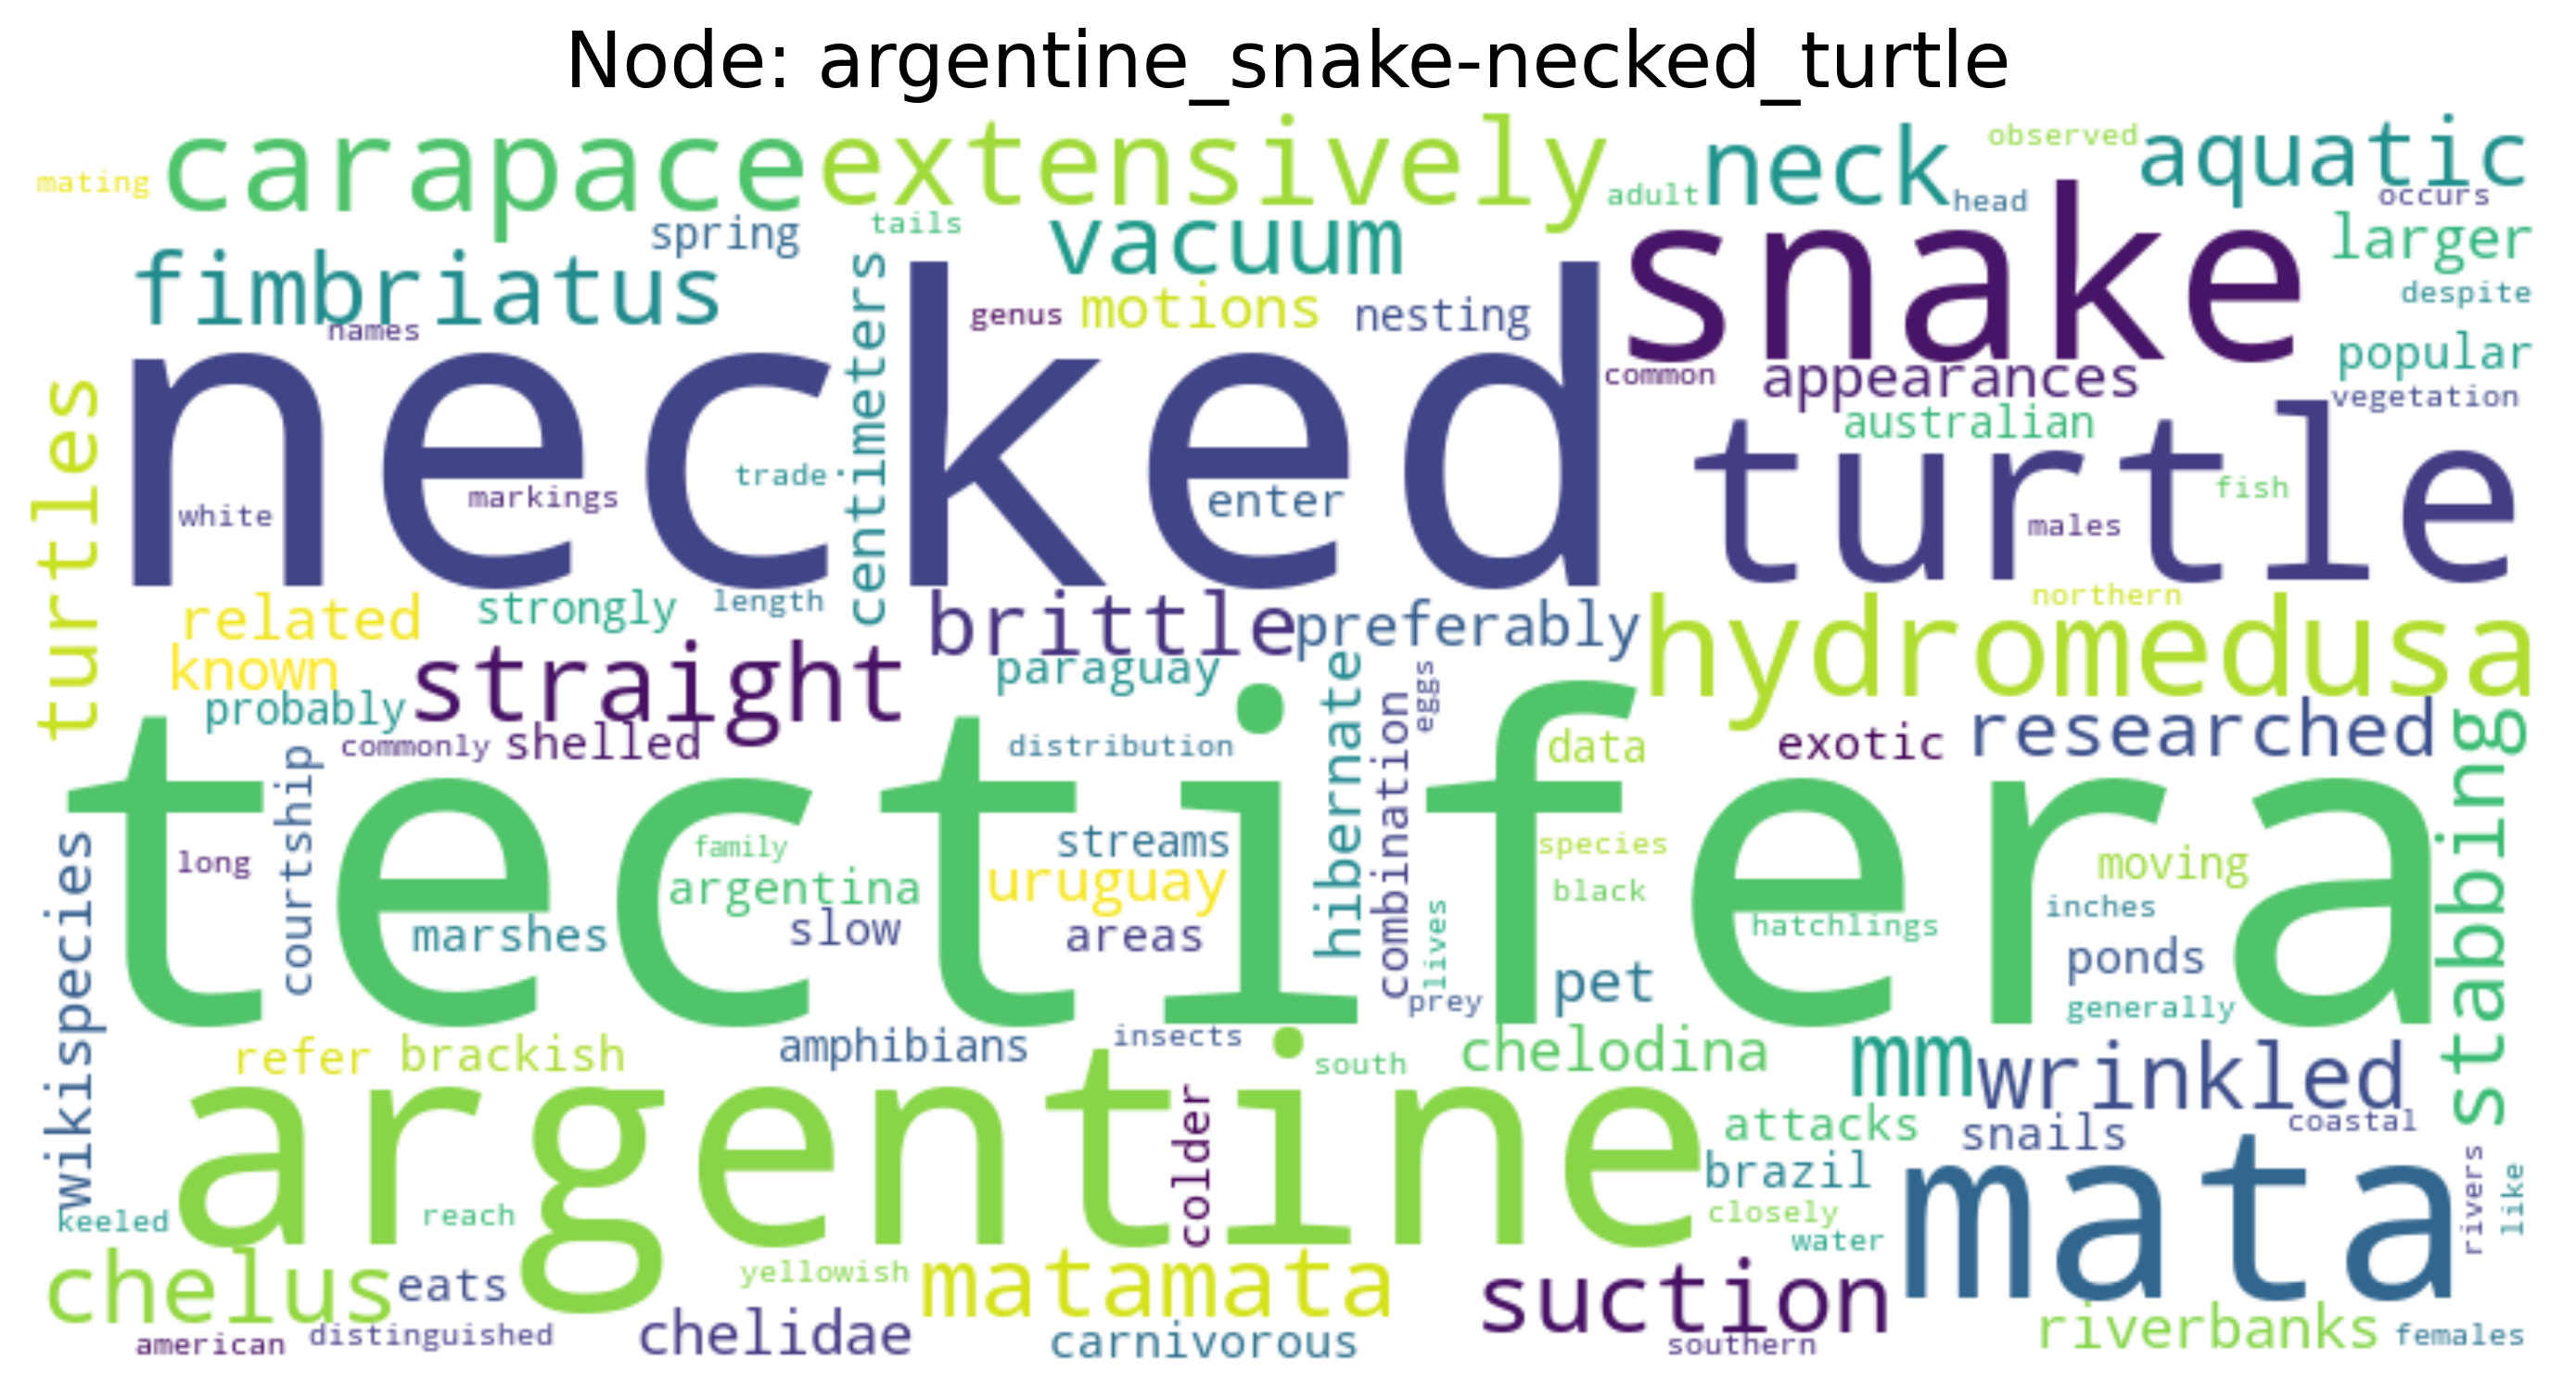 Node: argentine_snake-necked_turtle
mating carapace extensively adult neck head observed aquatic occurs
spring tails vacuum snake larger
fimbriatus names centimeters genus motions nesting despite
necked common appearances popular
turtles australian vegetation
white markings trade enter turtle males fish
related strongly length brittle preferably northern hydromedusa
known straight paraguay hibernate eggs
probably commonly shelled distribution combination data exotic researched stabbing
tectifera
courtship family streams species moving
long argentina uruguay black inches
wikispecies marshes slow areas lives hatchlings ponds
prey pet generally
refer brackish amphibians insects south chelodina mm wrinkled
argentine colder attacks snails coastal
brazil mata rivers like
keeled reach closely
water
chelus eats yellowish matamata suction riverbanks females
american distinguished chelidae carnivorous southern